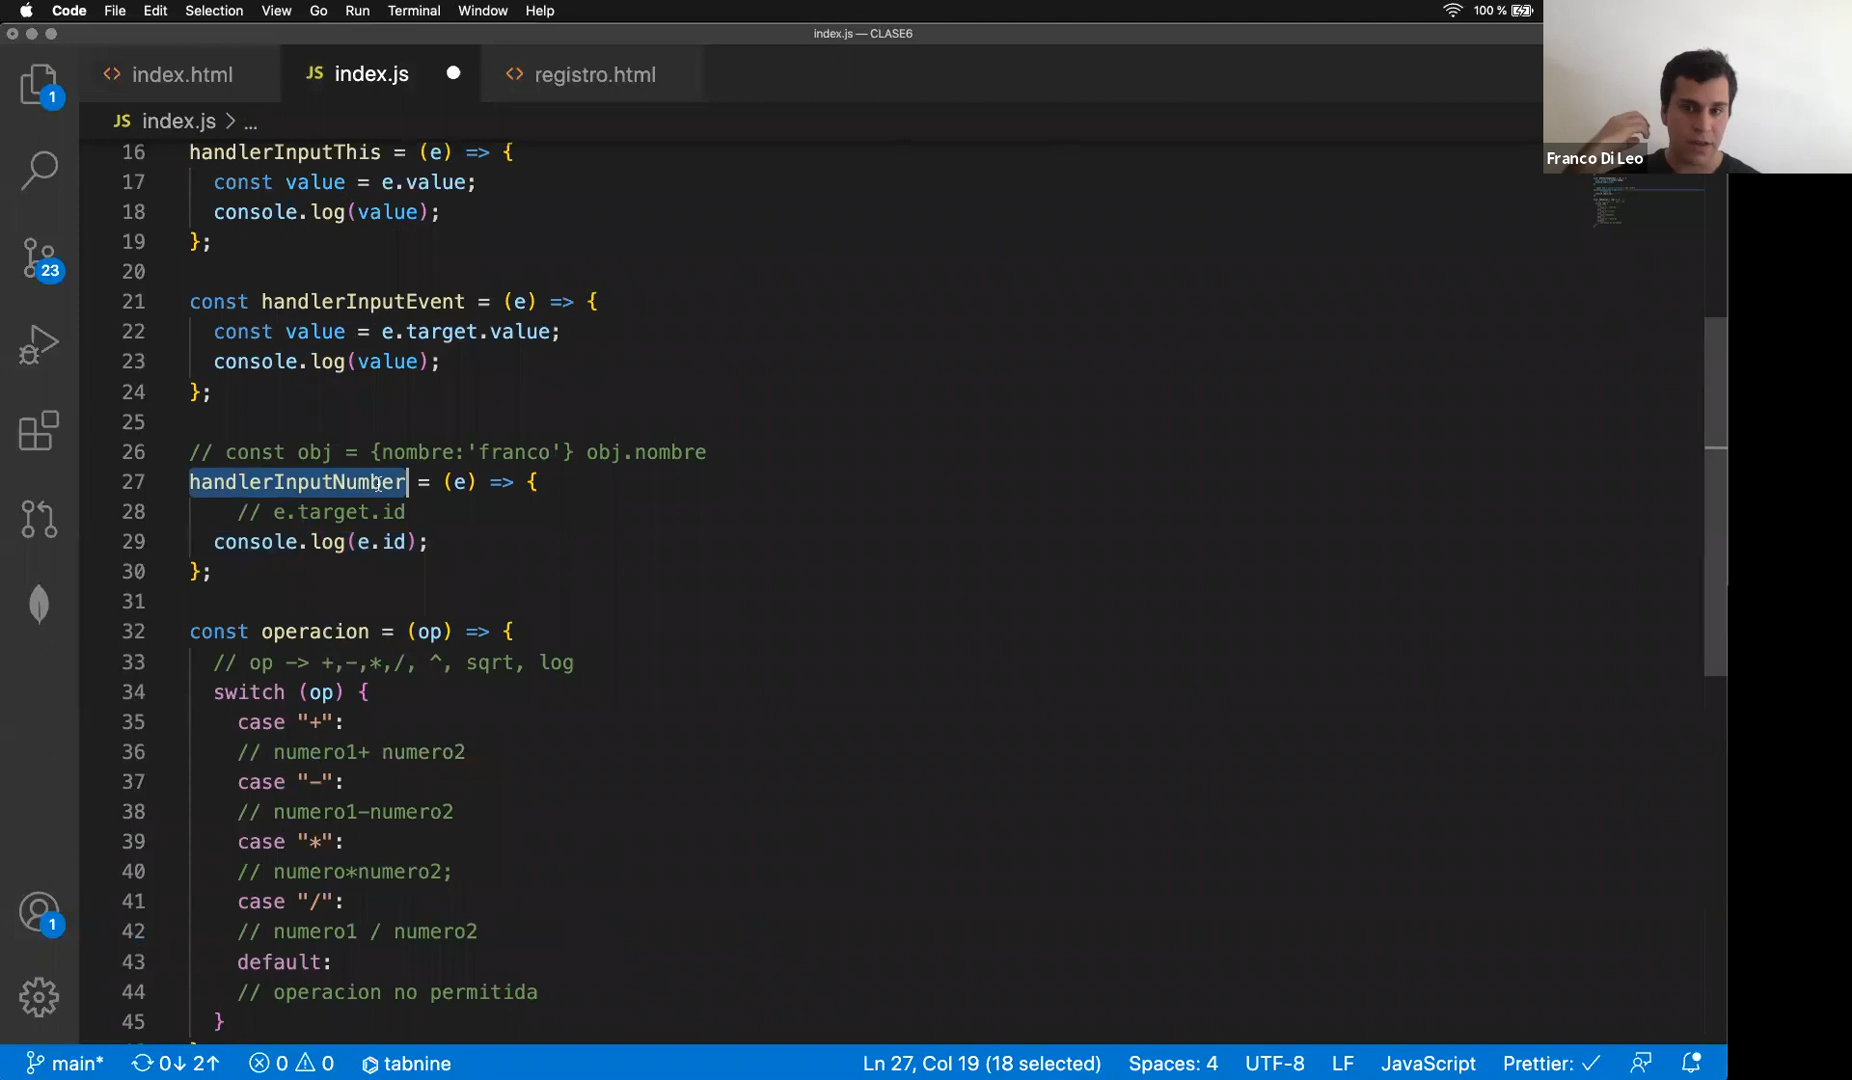 Code File Edit Selection View Go Run Terminal Window Help 100 %
index.js — CLASE6
index.html JS index.js registro.html
JS index.js > ...
Franco Di Leo
1
23
1
16 handlerInputThis = (e) => {
17 const value = e.value;
18 console.log(value);
19 };
20
21 const handlerInputEvent = (e) => {
22 const value = e.target.value;
23 console.log(value);
24 };
25
26 // const obj = {nombre:'franco'} obj.nombre
27 handlerInputNumber = (e) => {
28 // e.target.id
29 console.log(e.id);
30 };
31
32 const operacion = (op) => {
33 // op -> +,-,*,/, ^, sqrt, log
34 switch (op) {
35 case "+":
36 // numero1+ numero2
37 case "-":
38 // numero1-numero2
39 case "*":
40 // numero*numero2;
41 case "/":
42 // numero1 / numero2
43 default:
44 // operacion no permitida
45 }
main* 0↓ 2↑ 0 0 tabnine Ln 27, Col 19 (18 selected) Spaces: 4 UTF-8 LF JavaScript Prettier: ✓